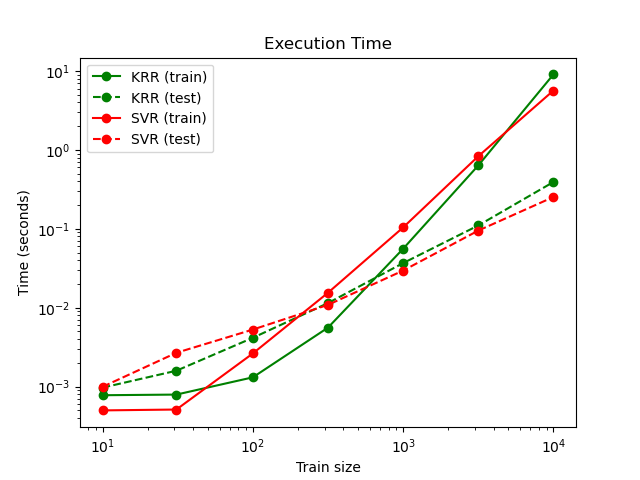 Execution Time
KRR (train)
KRR (test)
SVR (train)
SVR (test)
10¹
10⁰
10⁻¹
10⁻²
10⁻³
Time (seconds)
10¹ 10² 10³ 10⁴
Train size